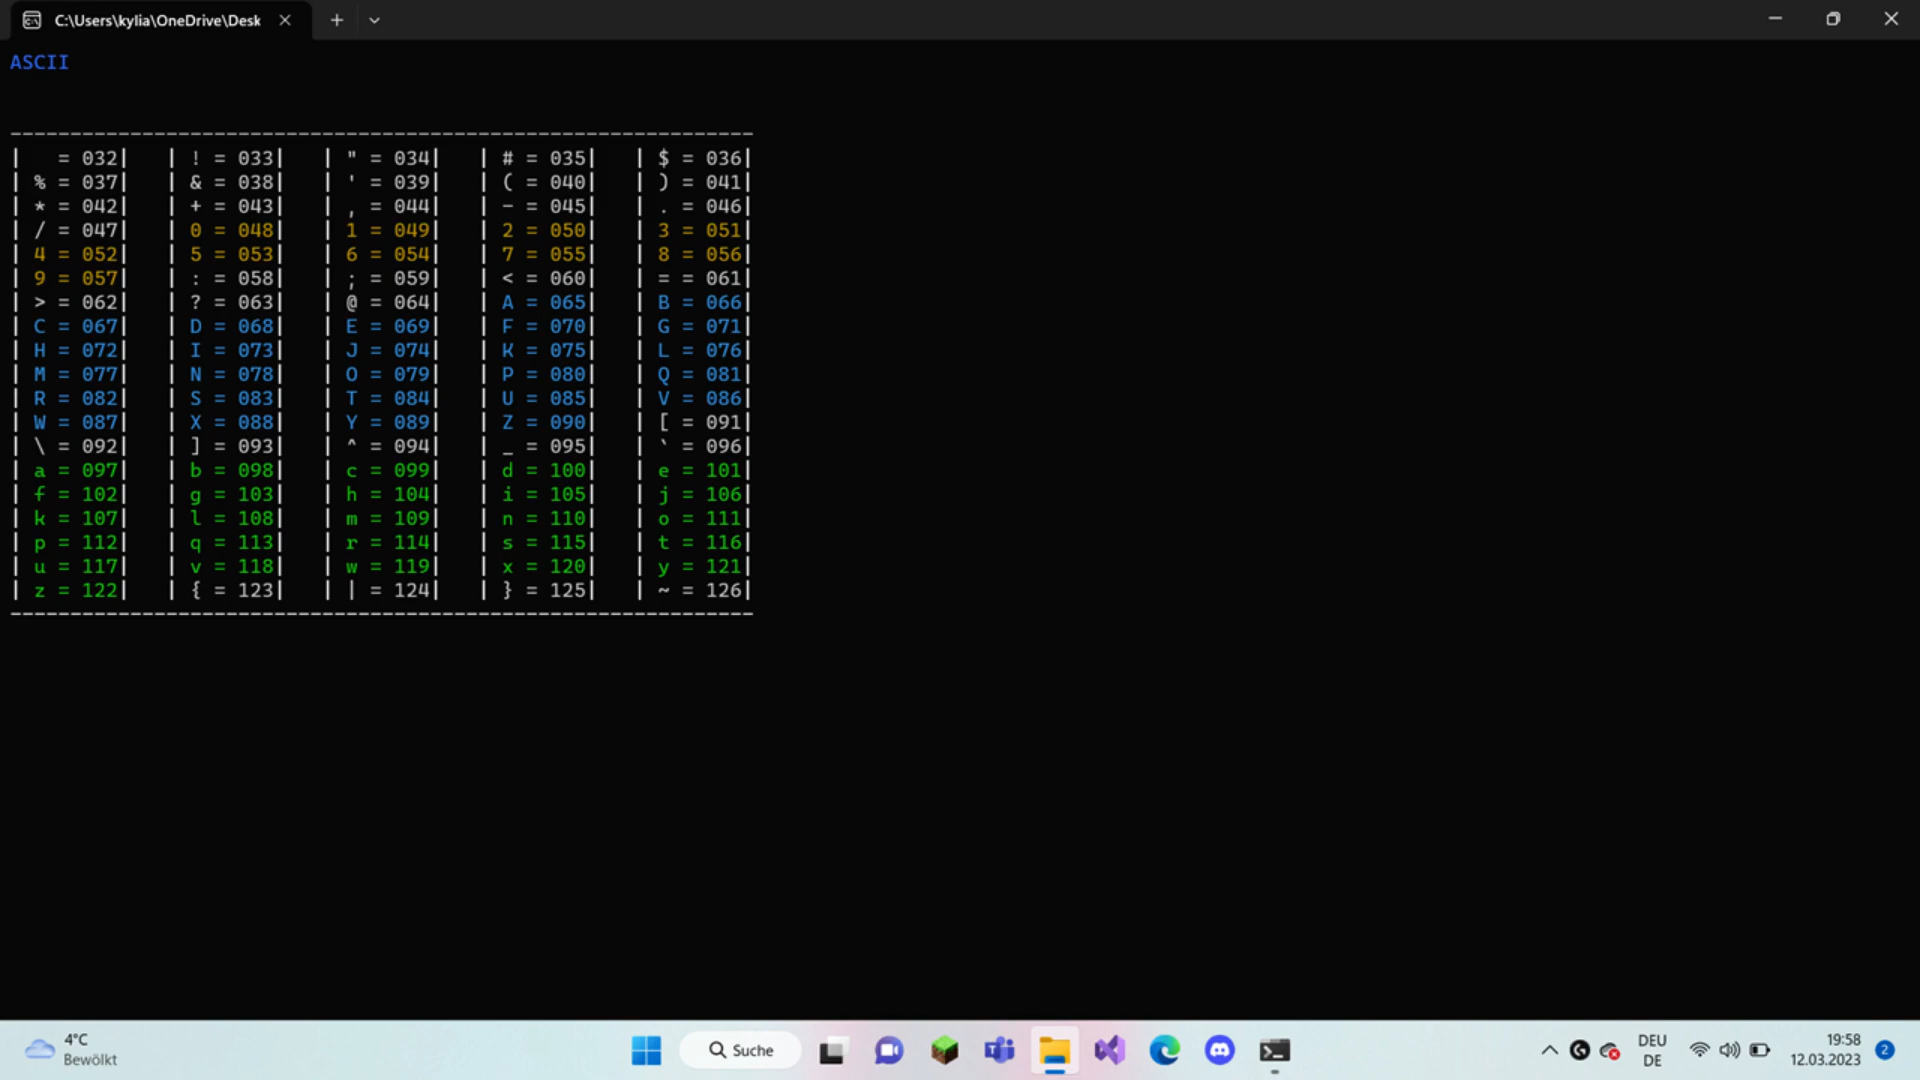 C:\Users\kylia\OneDrive\Desk
ASCII
---------------------------------------------------------------
|   = 032|   | ! = 033|   | " = 034|   | # = 035|   | $ = 036|
| % = 037|   | & = 038|   | ' = 039|   | ( = 040|   | ) = 041|
| * = 042|   | + = 043|   | , = 044|   | - = 045|   | . = 046|
| / = 047|   | 0 = 048|   | 1 = 049|   | 2 = 050|   | 3 = 051|
| 4 = 052|   | 5 = 053|   | 6 = 054|   | 7 = 055|   | 8 = 056|
| 9 = 057|   | : = 058|   | ; = 059|   | < = 060|   | = = 061|
| > = 062|   | ? = 063|   | @ = 064|   | A = 065|   | B = 066|
| C = 067|   | D = 068|   | E = 069|   | F = 070|   | G = 071|
| H = 072|   | I = 073|   | J = 074|   | K = 075|   | L = 076|
| M = 077|   | N = 078|   | O = 079|   | P = 080|   | Q = 081|
| R = 082|   | S = 083|   | T = 084|   | U = 085|   | V = 086|
| W = 087|   | X = 088|   | Y = 089|   | Z = 090|   | [ = 091|
| \ = 092|   | ] = 093|   | ^ = 094|   | _ = 095|   | ` = 096|
| a = 097|   | b = 098|   | c = 099|   | d = 100|   | e = 101|
| f = 102|   | g = 103|   | h = 104|   | i = 105|   | j = 106|
| k = 107|   | l = 108|   | m = 109|   | n = 110|   | o = 111|
| p = 112|   | q = 113|   | r = 114|   | s = 115|   | t = 116|
| u = 117|   | v = 118|   | w = 119|   | x = 120|   | y = 121|
| z = 122|   | { = 123|   | | = 124|   | } = 125|   | ~ = 126|
---------------------------------------------------------------
4°C
Bewölkt
Suche
DEU
DE
19:58
12.03.2023
2